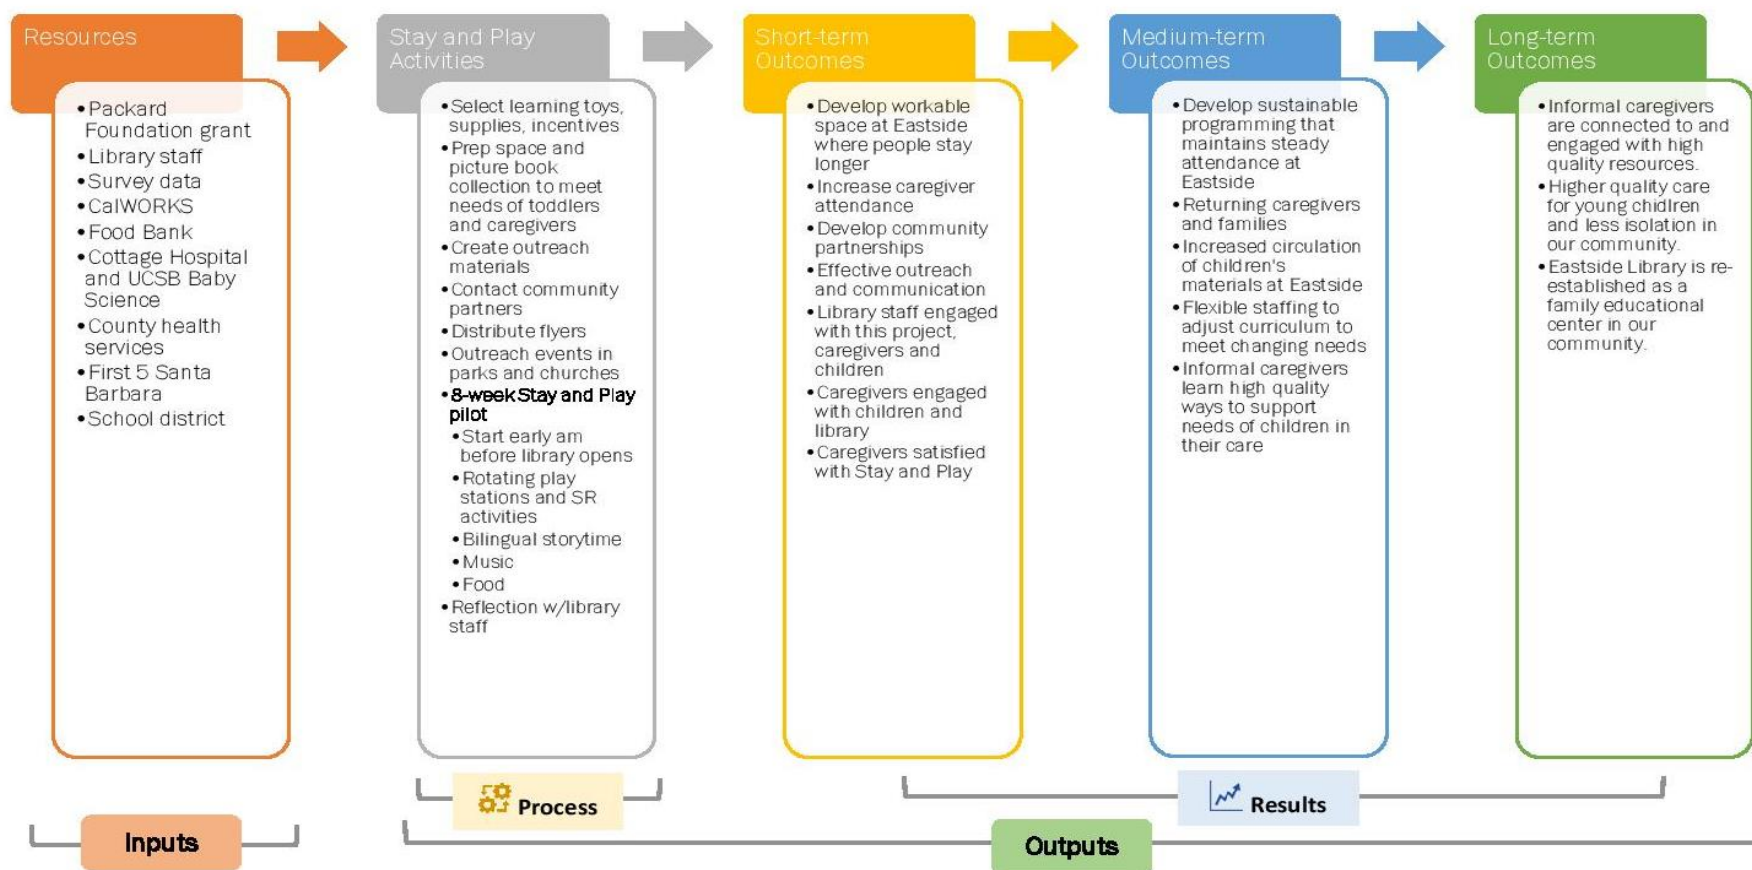 Resources
• Packard
Foundation grant
• Library staff
• Survey data
• CalWORKS
• Food Bank
• Cottage Hospital
and UCSB Baby
Science
• County health
services
• First 5 Santa
Barbara
• School district
Stay and Play
Activities
• Select learning toys,
supplies, incentives
• Prep space and
picture book
collection to meet
needs of toddlers
and caregivers
• Create outreach
materials
• Contact community
partners
• Distribute flyers
• Outreach events in
parks and churches
• 8-week Stay and Play
pilot
• Start early am
before library opens
• Rotating play
stations and SR
activities
• Bilingual storytime
• Music
• Food
• Reflection w/library
staff
Short-term
Outcomes
• Develop workable
space at Eastside
where people stay
longer
• Increase caregiver
attendance
• Develop community
partnerships
• Effective outreach
and communication
• Library staff engaged
with this project,
caregivers and
children
• Caregivers engaged
with children and
library
• Caregivers satisfied
with Stay and Play
Medium-term
Outcomes
• Develop sustainable
programming that
maintains steady
attendance at
Eastside
• Returning caregivers
and families
• Increased circulation
of children's
materials at Eastside
• Flexible staffing to
adjust curriculum to
meet changing needs
• Informal caregivers
learn high quality
ways to support
needs of children in
their care
Long-term
Outcomes
• Informal caregivers
are connected to and
engaged with high
quality resources.
• Higher quality care
for young children
and less isolation in
our community.
• Eastside Library is re-
established as a
family educational
center in our
community.
Process
Results
Inputs
Outputs